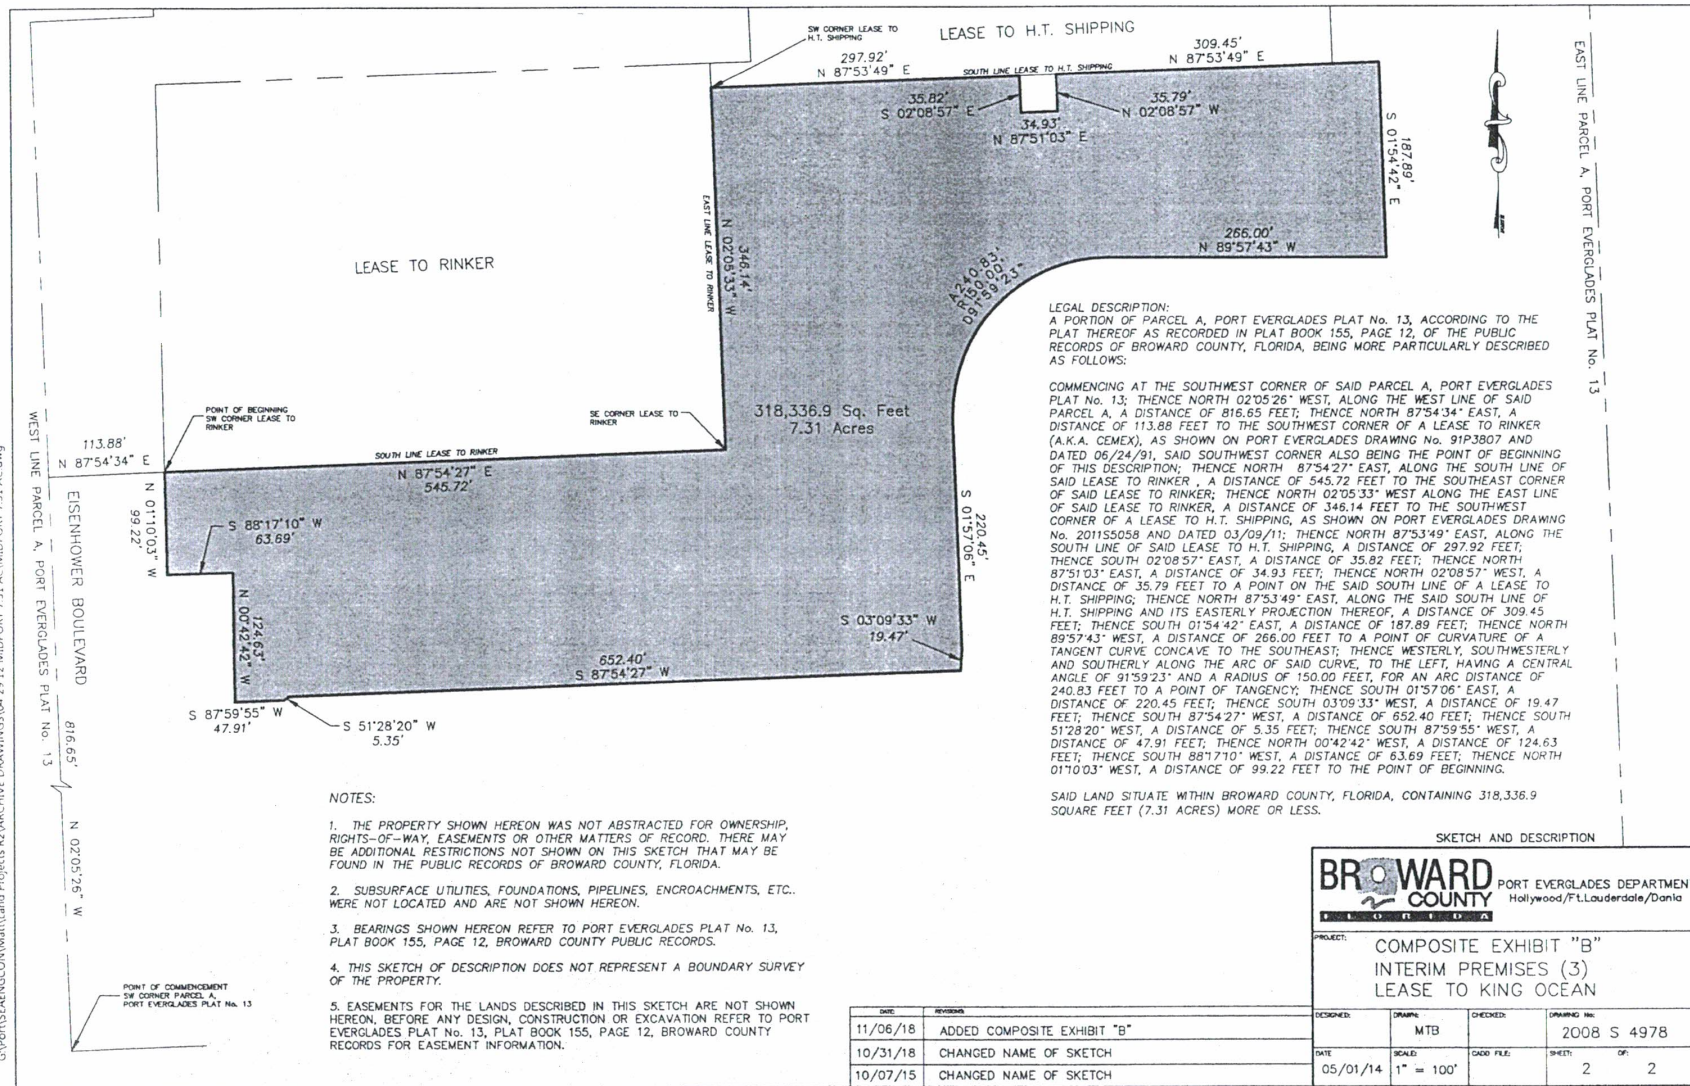 SW CORNER LEASE TO
H.T. SHIPPING
LEASE TO H.T. SHIPPING
297.92'
N 87°53'49" E
SOUTH LINE LEASE TO H.T. SHIPPING
309.45'
N 87°53'49" E
35.82'
S 02°08'57" E
34.93'
N 87°51'03" E
35.79'
N 02°08'57" W
187.89'
S 01°54'42" E
EAST LINE PARCEL A, PORT EVERGLADES PLAT No. 13
266.00'
N 89°57'43" W
A240.83'
R150.00'
D91°59'23"
EAST LINE LEASE TO RINKER
346.14'
N 02°05'33" W
LEASE TO RINKER
318,336.9 Sq. Feet
7.31 Acres
POINT OF BEGINNING
SW CORNER LEASE TO
RINKER
SE CORNER LEASE TO
RINKER
113.88'
N 87°54'34" E
SOUTH LINE LEASE TO RINKER
N 87°54'27" E
545.72'
N 01°10'03" W
99.22'
S 88°17'10" W
63.69'
124.63'
N 00°42'42" W
220.45'
S 01°57'06" E
S 03°09'33" W
19.47'
652.40'
S 87°54'27" W
S 87°59'55" W
47.91'
S 51°28'20" W
5.35'
WEST LINE PARCEL A, PORT EVERGLADES PLAT No. 13
EISENHOWER BOULEVARD
816.65'
N 02°05'26" W
POINT OF COMMENCEMENT
SW CORNER PARCEL A,
PORT EVERGLADES PLAT No. 13
LEGAL DESCRIPTION:
A PORTION OF PARCEL A, PORT EVERGLADES PLAT No. 13, ACCORDING TO THE
PLAT THEREOF AS RECORDED IN PLAT BOOK 155, PAGE 12, OF THE PUBLIC
RECORDS OF BROWARD COUNTY, FLORIDA, BEING MORE PARTICULARLY DESCRIBED
AS FOLLOWS:
COMMENCING AT THE SOUTHWEST CORNER OF SAID PARCEL A, PORT EVERGLADES
PLAT No. 13; THENCE NORTH 02°05'26" WEST, ALONG THE WEST LINE OF SAID
PARCEL A, A DISTANCE OF 816.65 FEET; THENCE NORTH 87°54'34" EAST, A
DISTANCE OF 113.88 FEET TO THE SOUTHWEST CORNER OF A LEASE TO RINKER
(A.K.A. CEMEX), AS SHOWN ON PORT EVERGLADES DRAWING No. 91P3807 AND
DATED 06/24/91, SAID SOUTHWEST CORNER ALSO BEING THE POINT OF BEGINNING
OF THIS DESCRIPTION; THENCE NORTH 87°54'27" EAST, ALONG THE SOUTH LINE OF
SAID LEASE TO RINKER , A DISTANCE OF 545.72 FEET TO THE SOUTHEAST CORNER
OF SAID LEASE TO RINKER; THENCE NORTH 02°05'33" WEST ALONG THE EAST LINE
OF SAID LEASE TO RINKER, A DISTANCE OF 346.14 FEET TO THE SOUTHWEST
CORNER OF A LEASE TO H.T. SHIPPING, AS SHOWN ON PORT EVERGLADES DRAWING
No. 2011S5058 AND DATED 03/09/11; THENCE NORTH 87°53'49" EAST, ALONG THE
SOUTH LINE OF SAID LEASE TO H.T. SHIPPING, A DISTANCE OF 297.92 FEET;
THENCE SOUTH 02°08'57" EAST, A DISTANCE OF 35.82 FEET; THENCE NORTH
87°51'03" EAST, A DISTANCE OF 34.93 FEET; THENCE NORTH 02°08'57" WEST, A
DISTANCE OF 35.79 FEET TO A POINT ON THE SAID SOUTH LINE OF A LEASE TO
H.T. SHIPPING; THENCE NORTH 87°53'49" EAST, ALONG THE SAID SOUTH LINE OF
H.T. SHIPPING AND ITS EASTERLY PROJECTION THEREOF, A DISTANCE OF 309.45
FEET; THENCE SOUTH 01°54'42" EAST, A DISTANCE OF 187.89 FEET; THENCE NORTH
89°57'43" WEST, A DISTANCE OF 266.00 FEET TO A POINT OF CURVATURE OF A
TANGENT CURVE CONCAVE TO THE SOUTHEAST; THENCE WESTERLY, SOUTHWESTERLY
AND SOUTHERLY ALONG THE ARC OF SAID CURVE, TO THE LEFT, HAVING A CENTRAL
ANGLE OF 91°59'23" AND A RADIUS OF 150.00 FEET, FOR AN ARC DISTANCE OF
240.83 FEET TO A POINT OF TANGENCY; THENCE SOUTH 01°57'06" EAST, A
DISTANCE OF 220.45 FEET; THENCE SOUTH 03°09'33" WEST, A DISTANCE OF 19.47
FEET; THENCE SOUTH 87°54'27" WEST, A DISTANCE OF 652.40 FEET; THENCE SOUTH
51°28'20" WEST, A DISTANCE OF 5.35 FEET; THENCE SOUTH 87°59'55" WEST, A
DISTANCE OF 47.91 FEET; THENCE NORTH 00°42'42" WEST, A DISTANCE OF 124.63
FEET; THENCE SOUTH 88°17'10" WEST, A DISTANCE OF 63.69 FEET; THENCE NORTH
01°10'03" WEST, A DISTANCE OF 99.22 FEET TO THE POINT OF BEGINNING.
SAID LAND SITUATE WITHIN BROWARD COUNTY, FLORIDA, CONTAINING 318,336.9
SQUARE FEET (7.31 ACRES) MORE OR LESS.
NOTES:
1. THE PROPERTY SHOWN HEREON WAS NOT ABSTRACTED FOR OWNERSHIP,
RIGHTS-OF-WAY, EASEMENTS OR OTHER MATTERS OF RECORD. THERE MAY
BE ADDITIONAL RESTRICTIONS NOT SHOWN ON THIS SKETCH THAT MAY BE
FOUND IN THE PUBLIC RECORDS OF BROWARD COUNTY, FLORIDA.
2. SUBSURFACE UTILITIES, FOUNDATIONS, PIPELINES, ENCROACHMENTS, ETC..
WERE NOT LOCATED AND ARE NOT SHOWN HEREON.
3. BEARINGS SHOWN HEREON REFER TO PORT EVERGLADES PLAT No. 13,
PLAT BOOK 155, PAGE 12, BROWARD COUNTY PUBLIC RECORDS.
4. THIS SKETCH OF DESCRIPTION DOES NOT REPRESENT A BOUNDARY SURVEY
OF THE PROPERTY.
5. EASEMENTS FOR THE LANDS DESCRIBED IN THIS SKETCH ARE NOT SHOWN
HEREON, BEFORE ANY DESIGN, CONSTRUCTION OR EXCAVATION REFER TO PORT
EVERGLADES PLAT No. 13, PLAT BOOK 155, PAGE 12, BROWARD COUNTY
RECORDS FOR EASEMENT INFORMATION.
SKETCH AND DESCRIPTION
BROWARD
COUNTY
FLORIDA
PORT EVERGLADES DEPARTMEN
Hollywood/Ft.Lauderdale/Dania
PROJECT:
COMPOSITE EXHIBIT "B"
INTERIM PREMISES (3)
LEASE TO KING OCEAN
DATE: REVISIONS:
11/06/18 ADDED COMPOSITE EXHIBIT "B"
10/31/18 CHANGED NAME OF SKETCH
10/07/15 CHANGED NAME OF SKETCH
DESIGNED: DRAWN: CHECKED: DRAWING No:
MTB 2008 S 4978
DATE SCALE: CADD FILE: SHEET: OF:
05/01/14 1" = 100' 2 2